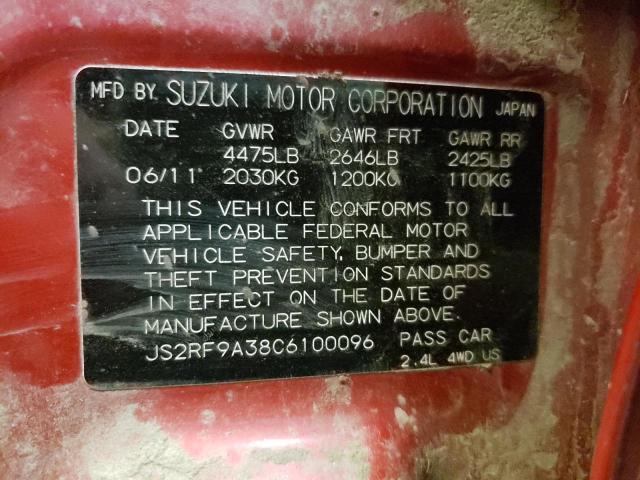 MFD BY. SUZUKI MOTOR CORPORATION JAPAN
DATE GVWR GAWR FRT GAWR RR
4475LB 2646LB 2425LB
06/11 2030KG 1200KG 1100KG
THIS VEHICLE CONFORMS TO ALL
APPLICABLE FEDERAL MOTOR
VEHICLE SAFETY, BUMPER AND
THEFT PREVENTION STANDARDS
IN EFFECT ON THE DATE OF
MANUFACTURE SHOWN ABOVE.
JS2RF9A38C6100096 PASS CAR
2.4L 4WD US